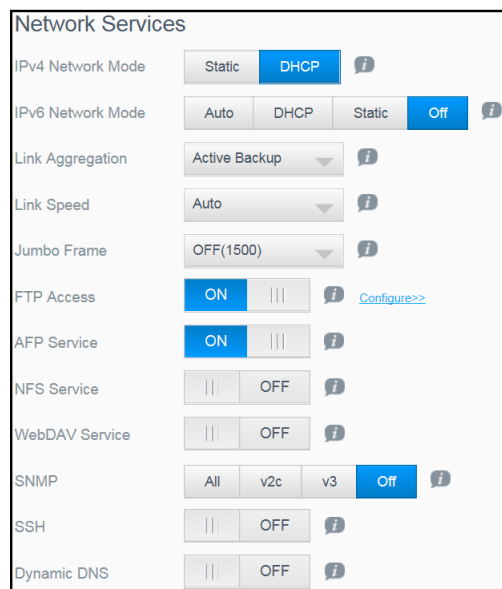 Network Services
IPv4 Network Mode Static DHCP i
IPv6 Network Mode Auto DHCP Static Off i
Link Aggregation Active Backup i
Link Speed Auto i
Jumbo Frame OFF(1500) i
FTP Access ON i Configure>>
AFP Service ON i
NFS Service OFF i
WebDAV Service OFF i
SNMP All v2c v3 Off i
SSH OFF i
Dynamic DNS OFF i